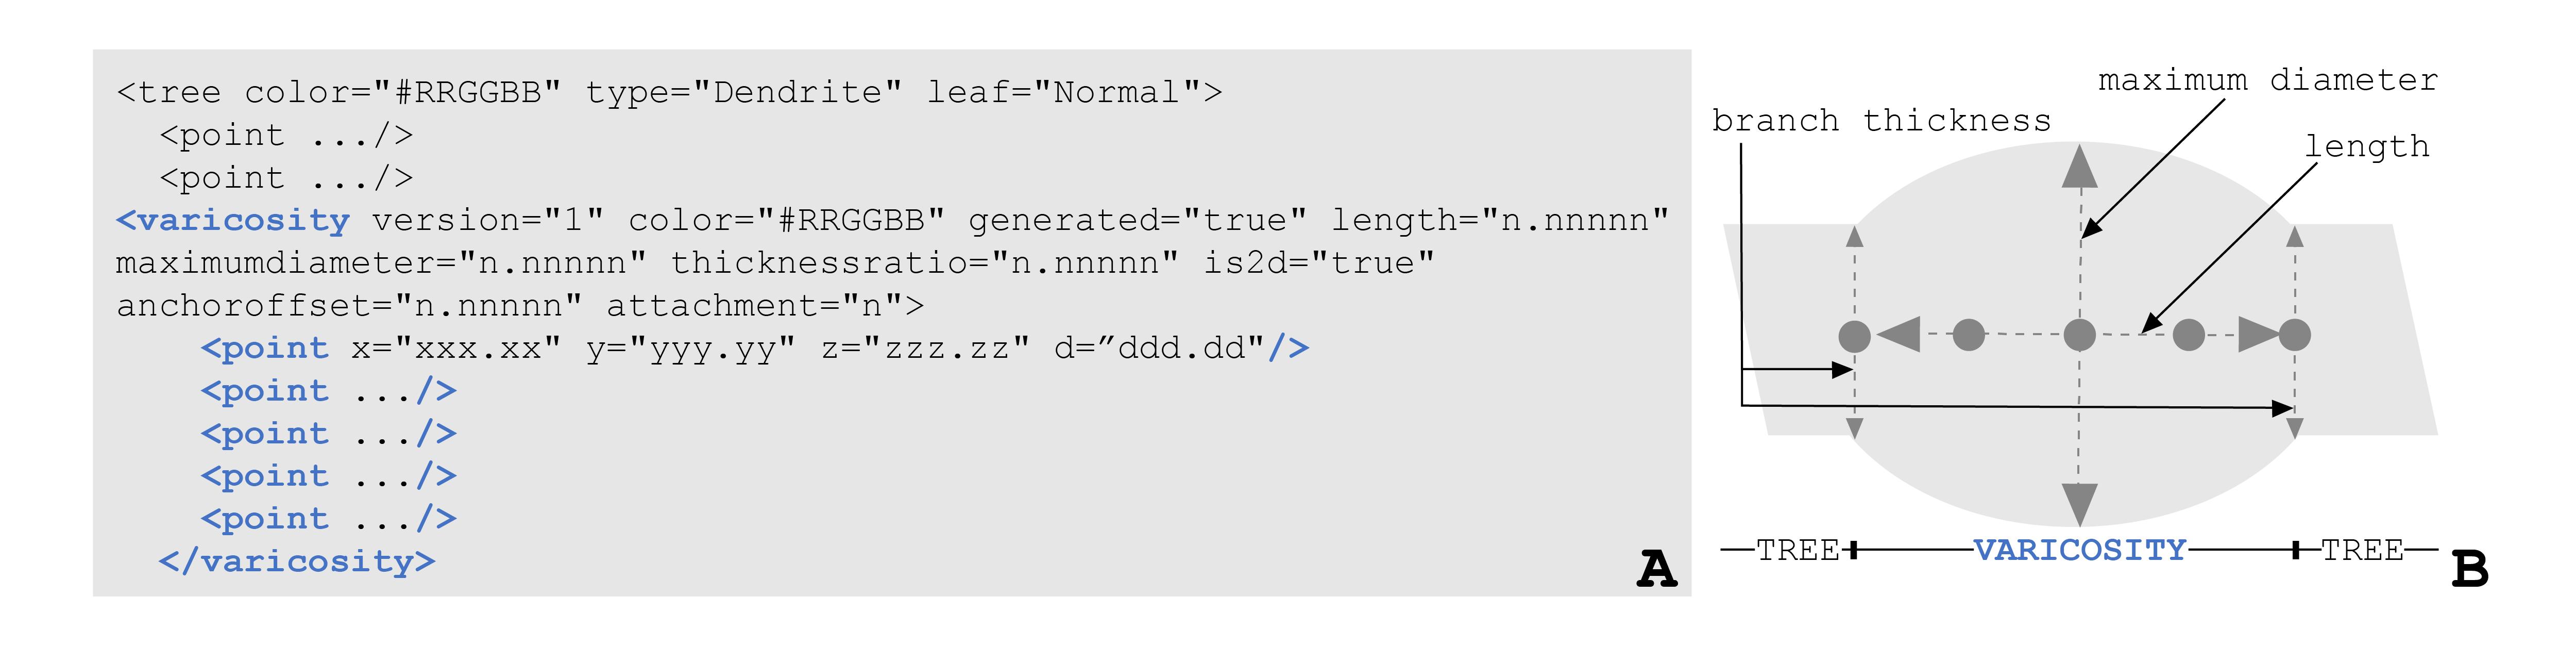 <tree color="#RRGGBB" type="Dendrite" leaf="Normal">
<point .../>
<point .../>
<varicosity version="1" color="#RRGGBB" generated="true" length="n.nnnnn"
maximumdiameter="n.nnnnn" thicknessratio="n.nnnnn" is2d="true"
anchoroffset="n.nnnnn" attachment="n">
<point x="xxx.xx" y="yyy.yy" z="zzz.zz" d=″ddd.dd"/>
<point .../>
<point .../>
<point .../>
<point .../>
</varicosity>
A
maximum diameter
branch thickness
length
TREE VARICOSITY TREE
B